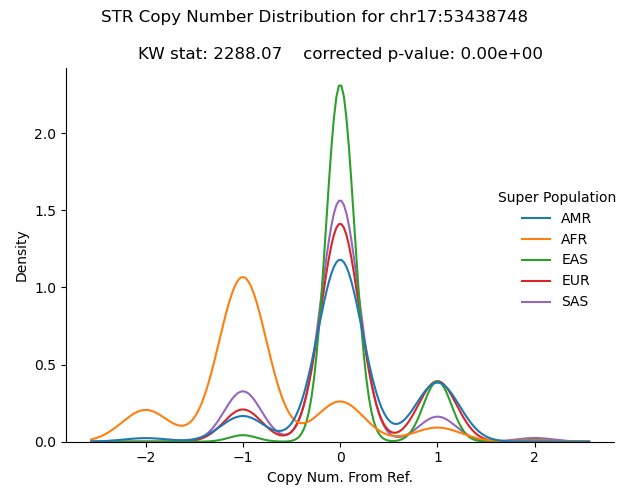 STR Copy Number Distribution for chr17:53438748
KW stat: 2288.07    corrected p-value: 0.00e+00
Density
2.0
1.5
1.0
0.5
0.0
−2
−1
0
1
2
Copy Num. From Ref.
Super Population
AMR
AFR
EAS
EUR
SAS